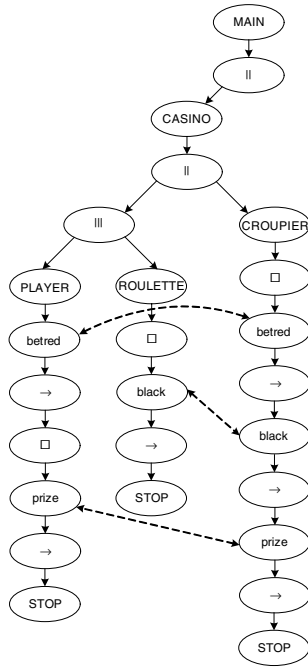 MAIN
||
CASINO
||
|||
CROUPIER
PLAYER
ROULETTE
□
betred
□
betred
→
black
→
□
→
black
prize
STOP
→
→
prize
STOP
→
STOP